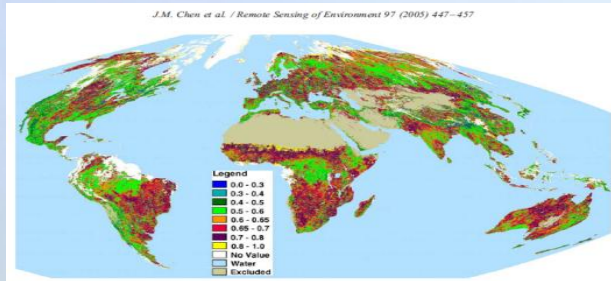 J.M. Chen et al. / Remote Sensing of Environment 97 (2005) 447–457
Legend
0.0 - 0.3
0.3 - 0.4
0.4 - 0.5
0.5 - 0.6
0.6 - 0.65
0.65 - 0.7
0.7 - 0.8
0.8 - 1.0
No Value
Water
Excluded